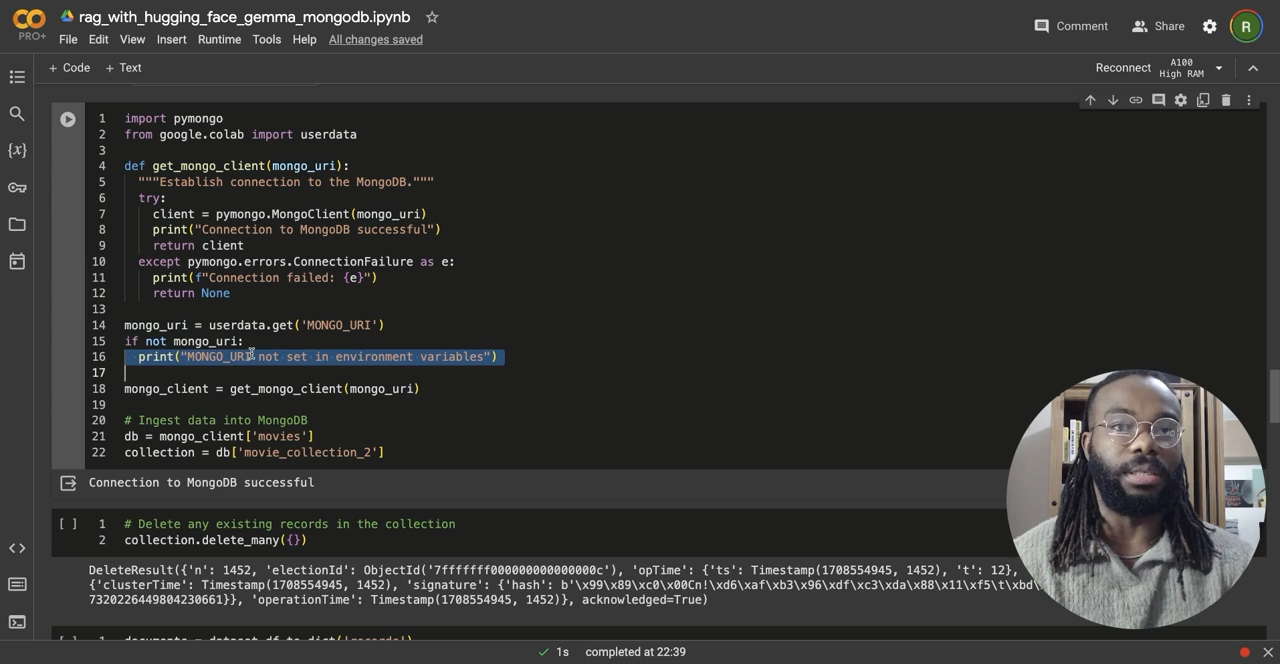 rag_with_hugging_face_gemma_mongodb.ipynb
PRO+
File Edit View Insert Runtime Tools Help All changes saved
Comment
Share
R
+ Code + Text
Reconnect
A100
High RAM
1 import pymongo
2 from google.colab import userdata
3
4 def get_mongo_client(mongo_uri):
5 """Establish connection to the MongoDB."""
6 try:
7 client = pymongo.MongoClient(mongo_uri)
8 print("Connection to MongoDB successful")
9 return client
10 except pymongo.errors.ConnectionFailure as e:
11 print(f"Connection failed: {e}")
12 return None
13
14 mongo_uri = userdata.get('MONGO_URI')
15 if not mongo_uri:
16 print("MONGO_URI not set in environment variables")
17
18 mongo_client = get_mongo_client(mongo_uri)
19
20 # Ingest data into MongoDB
21 db = mongo_client['movies']
22 collection = db['movie_collection_2']
Connection to MongoDB successful
[ ] 1 # Delete any existing records in the collection
2 collection.delete_many({})
DeleteResult({'n': 1452, 'electionId': ObjectId('7fffffff000000000000000c'), 'opTime': {'ts': Timestamp(1708554945, 1452), 't': 12},
{'clusterTime': Timestamp(1708554945, 1452), 'signature': {'hash': b'\x99\x89\xc0\x00Cn!\xd6\xaf\xb3\x96\xdf\xc3\xda\x88\x11\xf5\t\xbd
7320226449804230661}}, 'operationTime': Timestamp(1708554945, 1452)}, acknowledged=True)
1s completed at 22:39